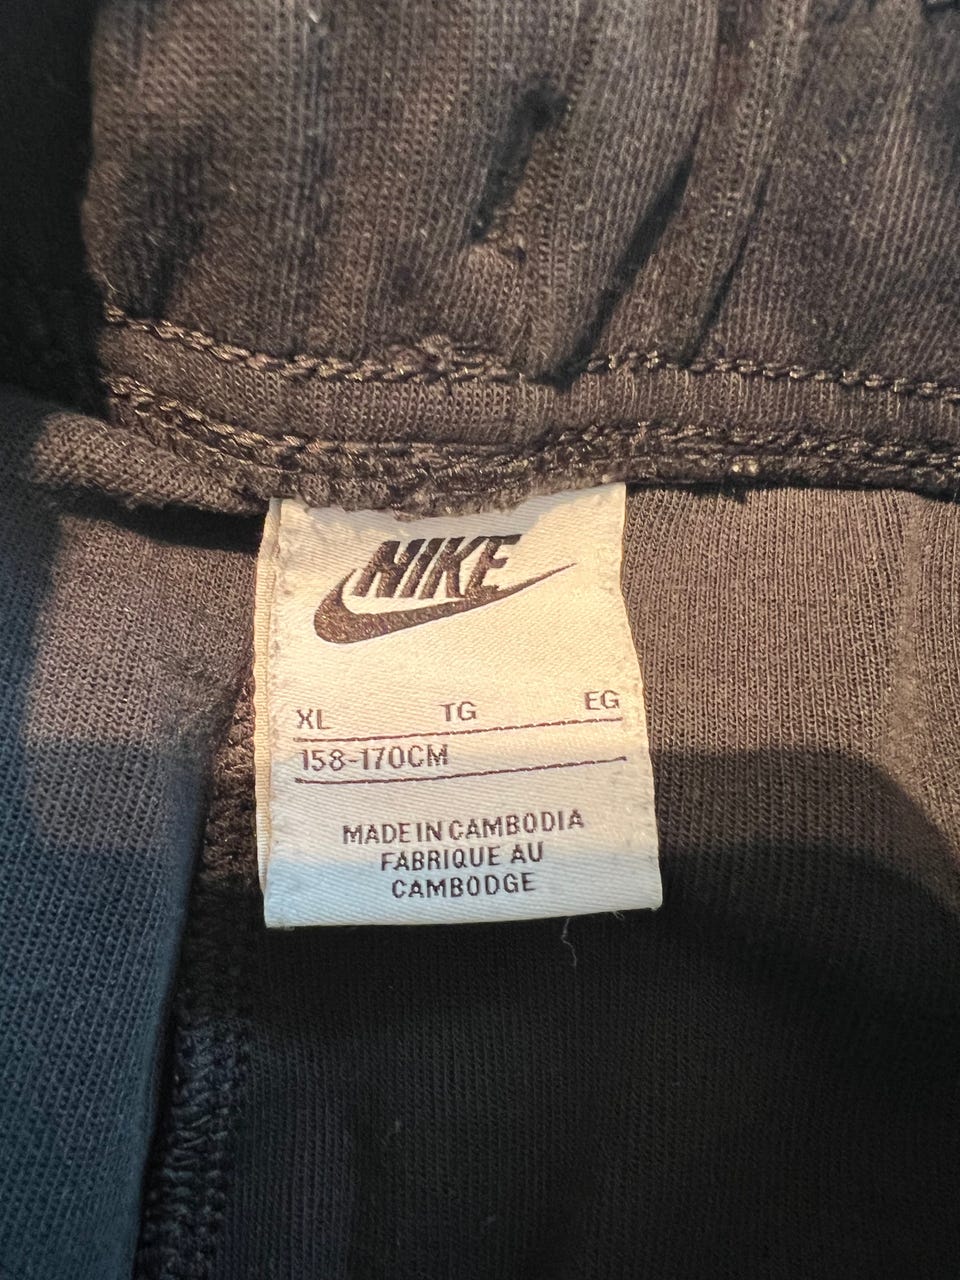 NIKE
XL TG EG
158-170CM
MADE IN CAMBODIA
FABRIQUE AU
CAMBODGE